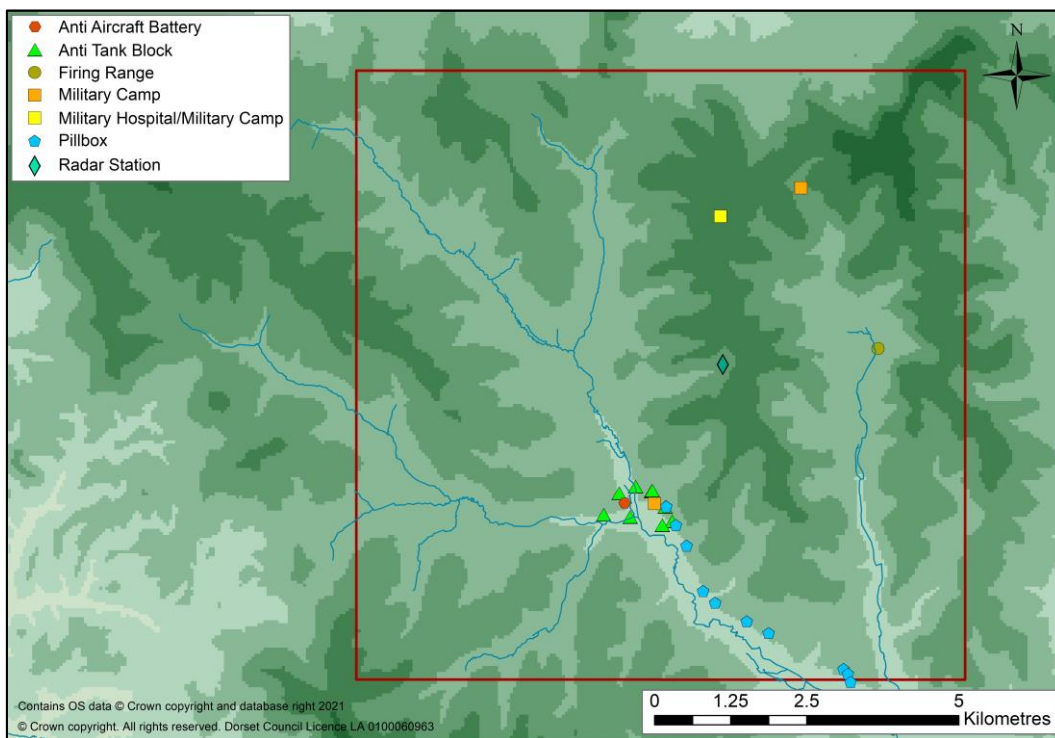 Anti Aircraft Battery
Anti Tank Block
Firing Range
Military Camp
Military Hospital/Military Camp
Pillbox
Radar Station
N
Contains OS data © Crown copyright and database right 2021
© Crown copyright. All rights reserved. Dorset Council Licence LA 0100060963
0 1.25 2.5 5
Kilometres